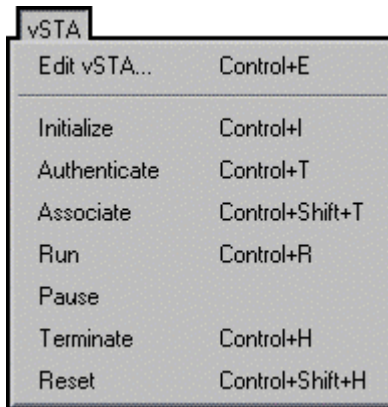 vSTA
Edit vSTA... Control+E
Initialize Control+I
Authenticate Control+T
Associate Control+Shift+T
Run Control+R
Pause
Terminate Control+H
Reset Control+Shift+H